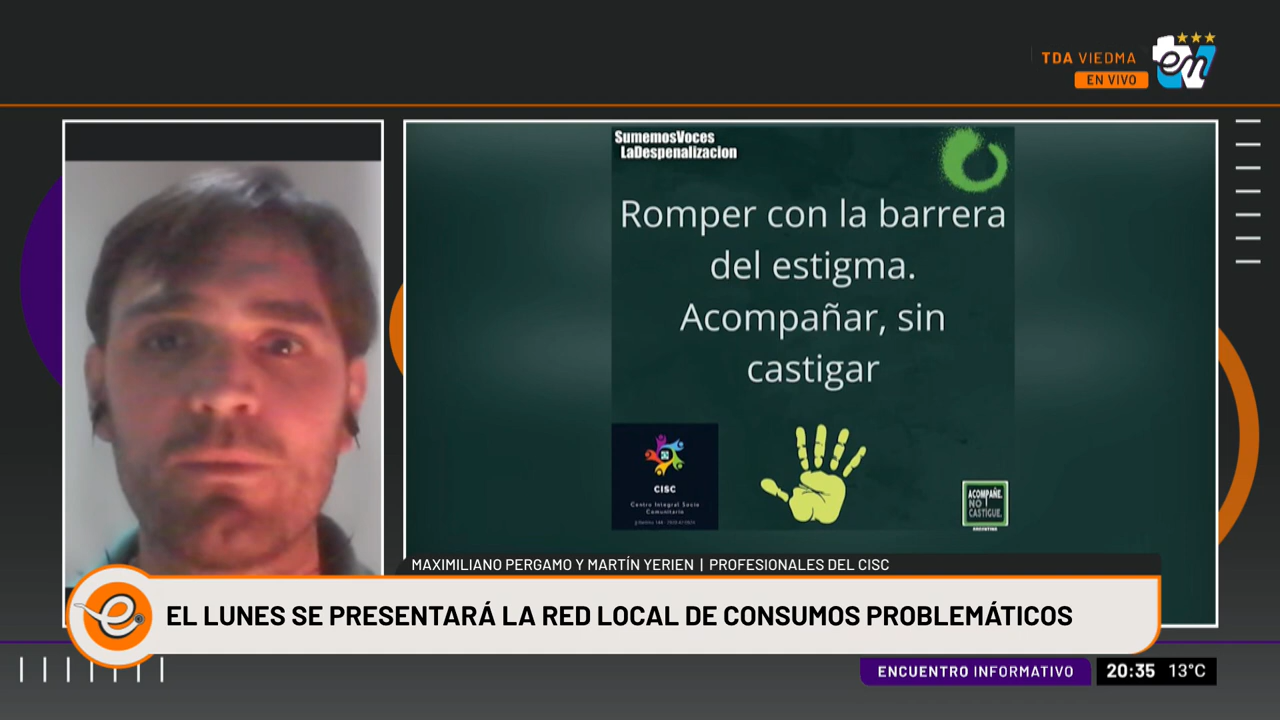 TDA VIEDMA
EN VIVO
SumemosVoces
LaDespenalizacion
Romper con la barrera
del estigma.
Acompañar, sin
castigar
CISC
Centro Integral Socio
Comunitario
ACOMPAÑE.
NO
CASTIGUE.
ARGENTINA
MAXIMILIANO PERGAMO Y MARTÍN YERIEN | PROFESIONALES DEL CISC
EL LUNES SE PRESENTARÁ LA RED LOCAL DE CONSUMOS PROBLEMÁTICOS
ENCUENTRO INFORMATIVO
20:35 13°C